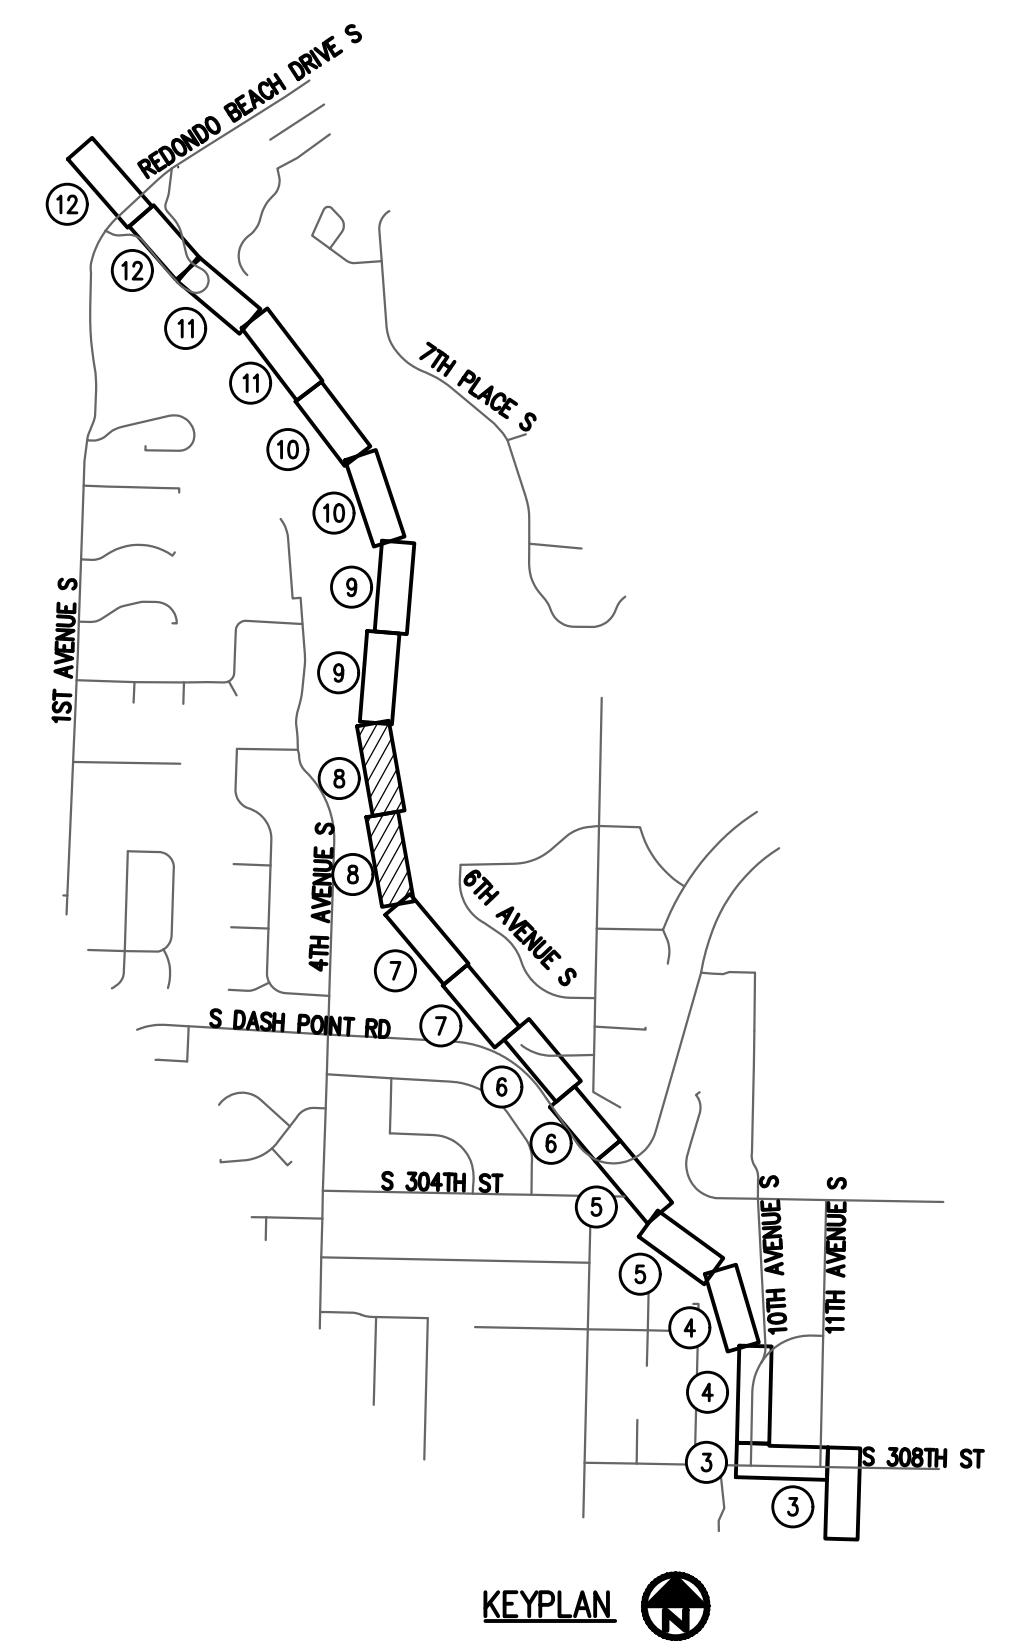 REDONDO BEACH DRIVE S
12
12
11
7TH PLACE S
11
10
10
9
1ST AVENUE S
9
8
4TH AVENUE S
8
6TH AVENUE S
7
S DASH POINT RD
7
6
6
S 304TH ST
5
10TH AVENUE S
11TH AVENUE S
5
4
4
S 308TH ST
3
3
KEYPLAN
N